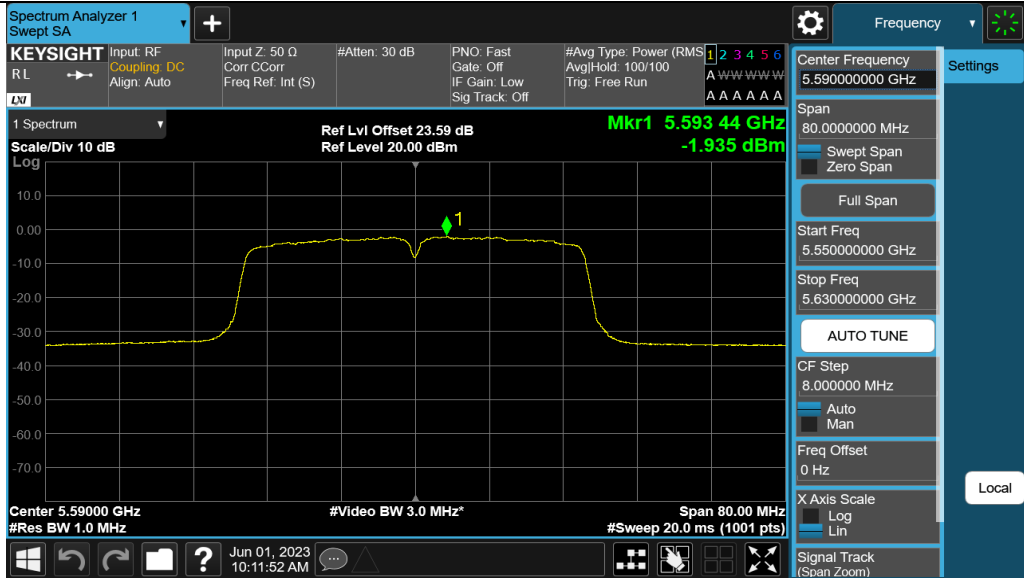 Spectrum Analyzer 1
Swept SA
Frequency
KEYSIGHT
RL
LXI
Input: RF
Coupling: DC
Align: Auto
Input Z: 50 Ω
Corr CCorr
Freq Ref: Int (S)
#Atten: 30 dB
PNO: Fast
Gate: Off
IF Gain: Low
Sig Track: Off
#Avg Type: Power (RMS
Avg|Hold: 100/100
Trig: Free Run
1 2 3 4 5 6
A W W W W W
A A A A A A
1 Spectrum
Scale/Div 10 dB
Log
Ref Lvl Offset 23.59 dB
Ref Level 20.00 dBm
Mkr1 5.593 44 GHz
-1.935 dBm
1
10.0
0.00
-10.0
-20.0
-30.0
-40.0
-50.0
-60.0
-70.0
Center 5.59000 GHz
#Res BW 1.0 MHz
#Video BW 3.0 MHz*
Span 80.00 MHz
#Sweep 20.0 ms (1001 pts)
Jun 01, 2023
10:11:52 AM
?
Center Frequency
5.590000000 GHz
Span
80.0000000 MHz
Swept Span
Zero Span
Full Span
Start Freq
5.550000000 GHz
Stop Freq
5.630000000 GHz
AUTO TUNE
CF Step
8.000000 MHz
Auto
Man
Freq Offset
0 Hz
X Axis Scale
Log
Lin
Signal Track
(Span Zoom)
Settings
Local